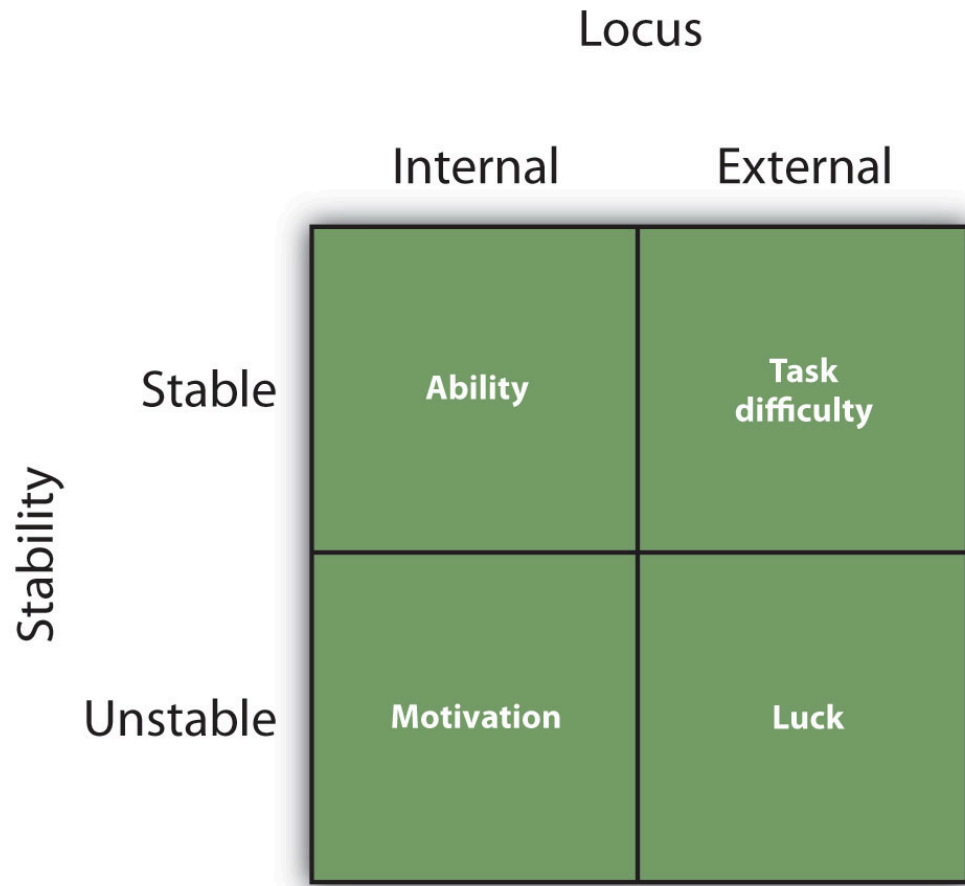 Locus
Internal External
Stable
Ability
Task
difficulty
Stability
Unstable
Motivation
Luck